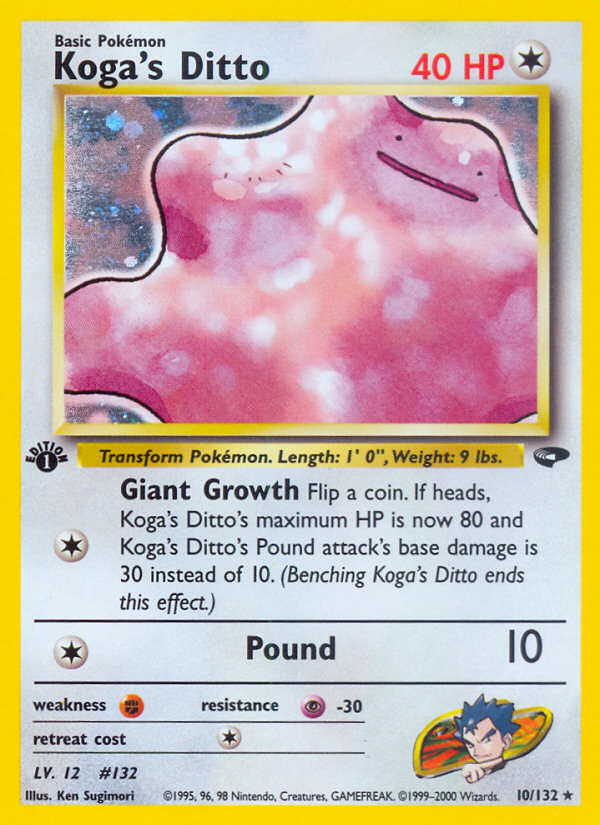 Basic Pokémon
Koga's Ditto 40 HP
EDITION
1
Transform Pokémon. Length: 1' 0", Weight: 9 lbs.
Giant Growth Flip a coin. If heads,
Koga's Ditto's maximum HP is now 80 and
Koga's Ditto's Pound attack's base damage is
30 instead of 10. (Benching Koga's Ditto ends
this effect.)
Pound 10
weakness resistance -30
retreat cost
LV. 12 #132
Illus. Ken Sugimori ©1995, 96, 98 Nintendo, Creatures, GAMEFREAK. ©1999-2000 Wizards. 10/132 ★